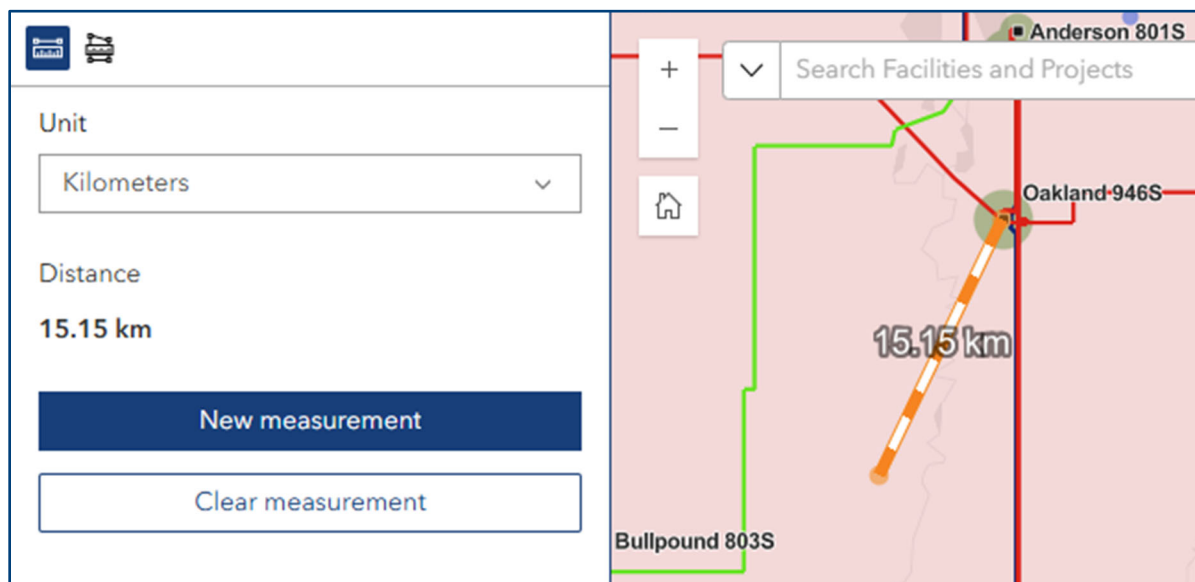 Unit
Kilometers
Distance
15.15 km
New measurement
Clear measurement
Anderson 801S
Search Facilities and Projects
Oakland 946S
15.15 km
Bullpound 803S